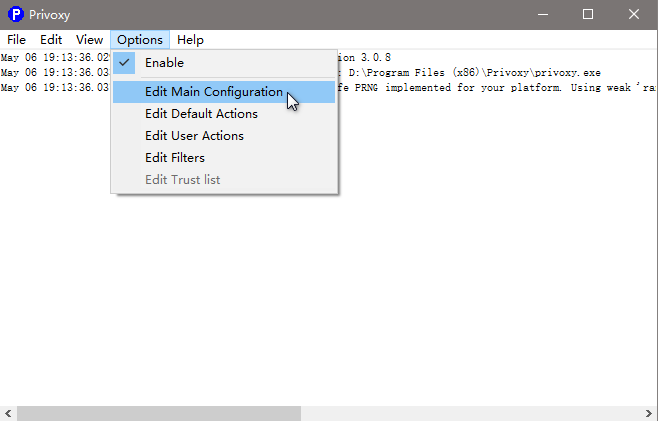 Privoxy
File Edit View Options Help
May 06 19:13:36.02 ion 3.0.8
May 06 19:13:36.03 : D:\Program Files (x86)\Privoxy\privoxy.exe
May 06 19:13:36.03 fe PRNG implemented for your platform. Using weak `ra
Enable
Edit Main Configuration
Edit Default Actions
Edit User Actions
Edit Filters
Edit Trust list